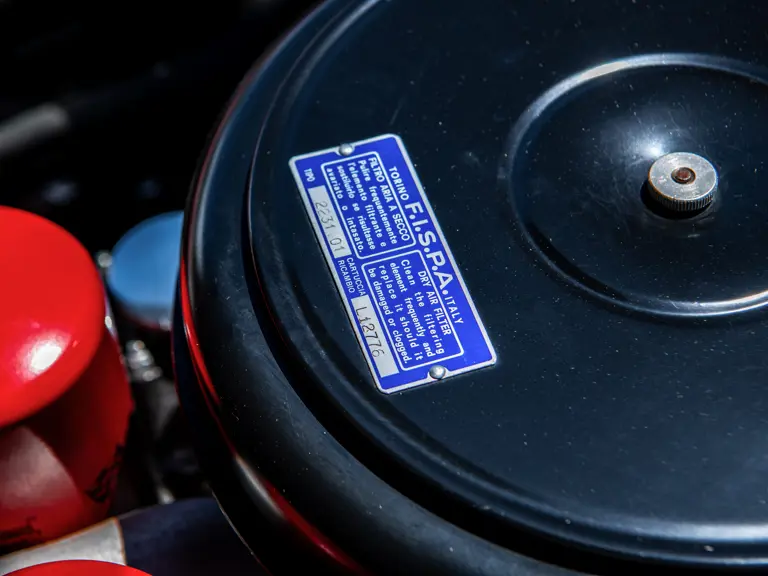 TORINO F.I.S.P.A. ITALY
FILTRO ARIA A SECCO
Pulire frequentemente
l'elemento filtrante e
sostituirlo se risultasse
avariato o intasato.
DRY AIR FILTER
Clean the filtering
element frequently and
replace it should it
be damaged or clogged.
TIPO 2231 01
CARTUCCIA
RICAMBIO L12776